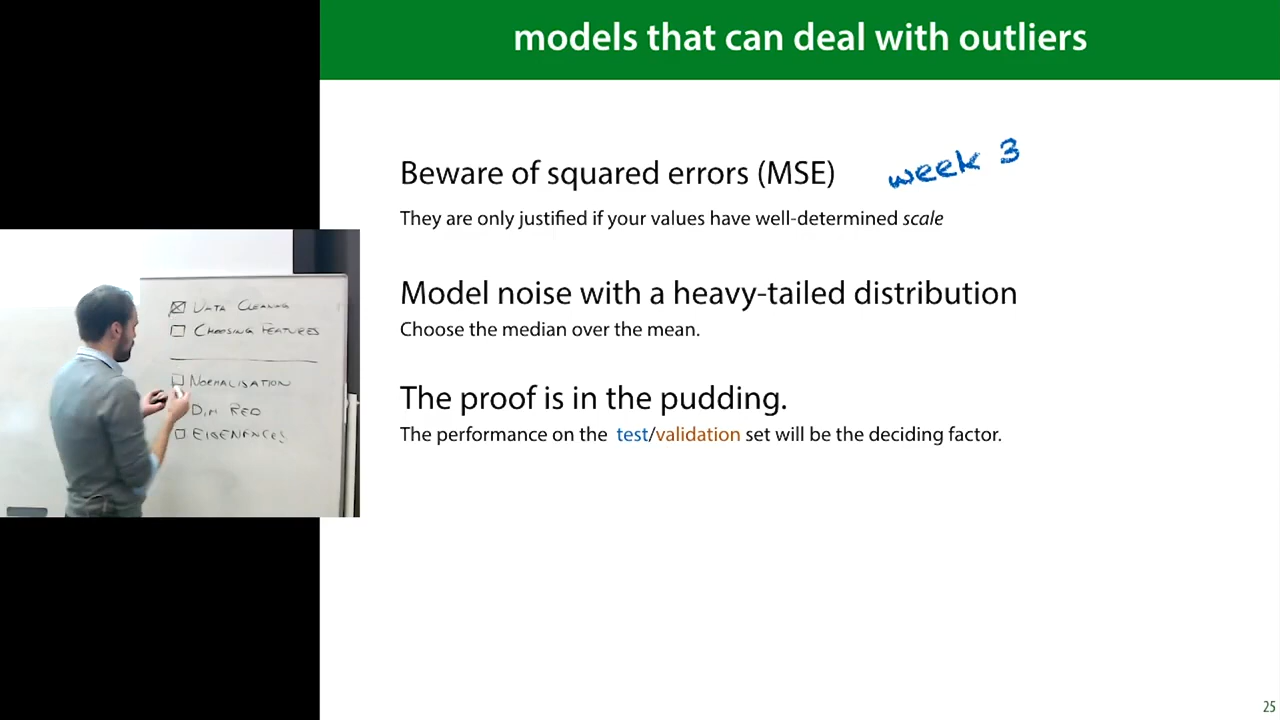 models that can deal with outliers
Beware of squared errors (MSE)
week 3
They are only justified if your values have well-determined scale
Model noise with a heavy-tailed distribution
Choose the median over the mean.
The proof is in the pudding.
The performance on the test/validation set will be the deciding factor.
DATA CLEANING
CHOOSING FEATURES
NORMALISATION
DIM RED
EIGENFACES
25